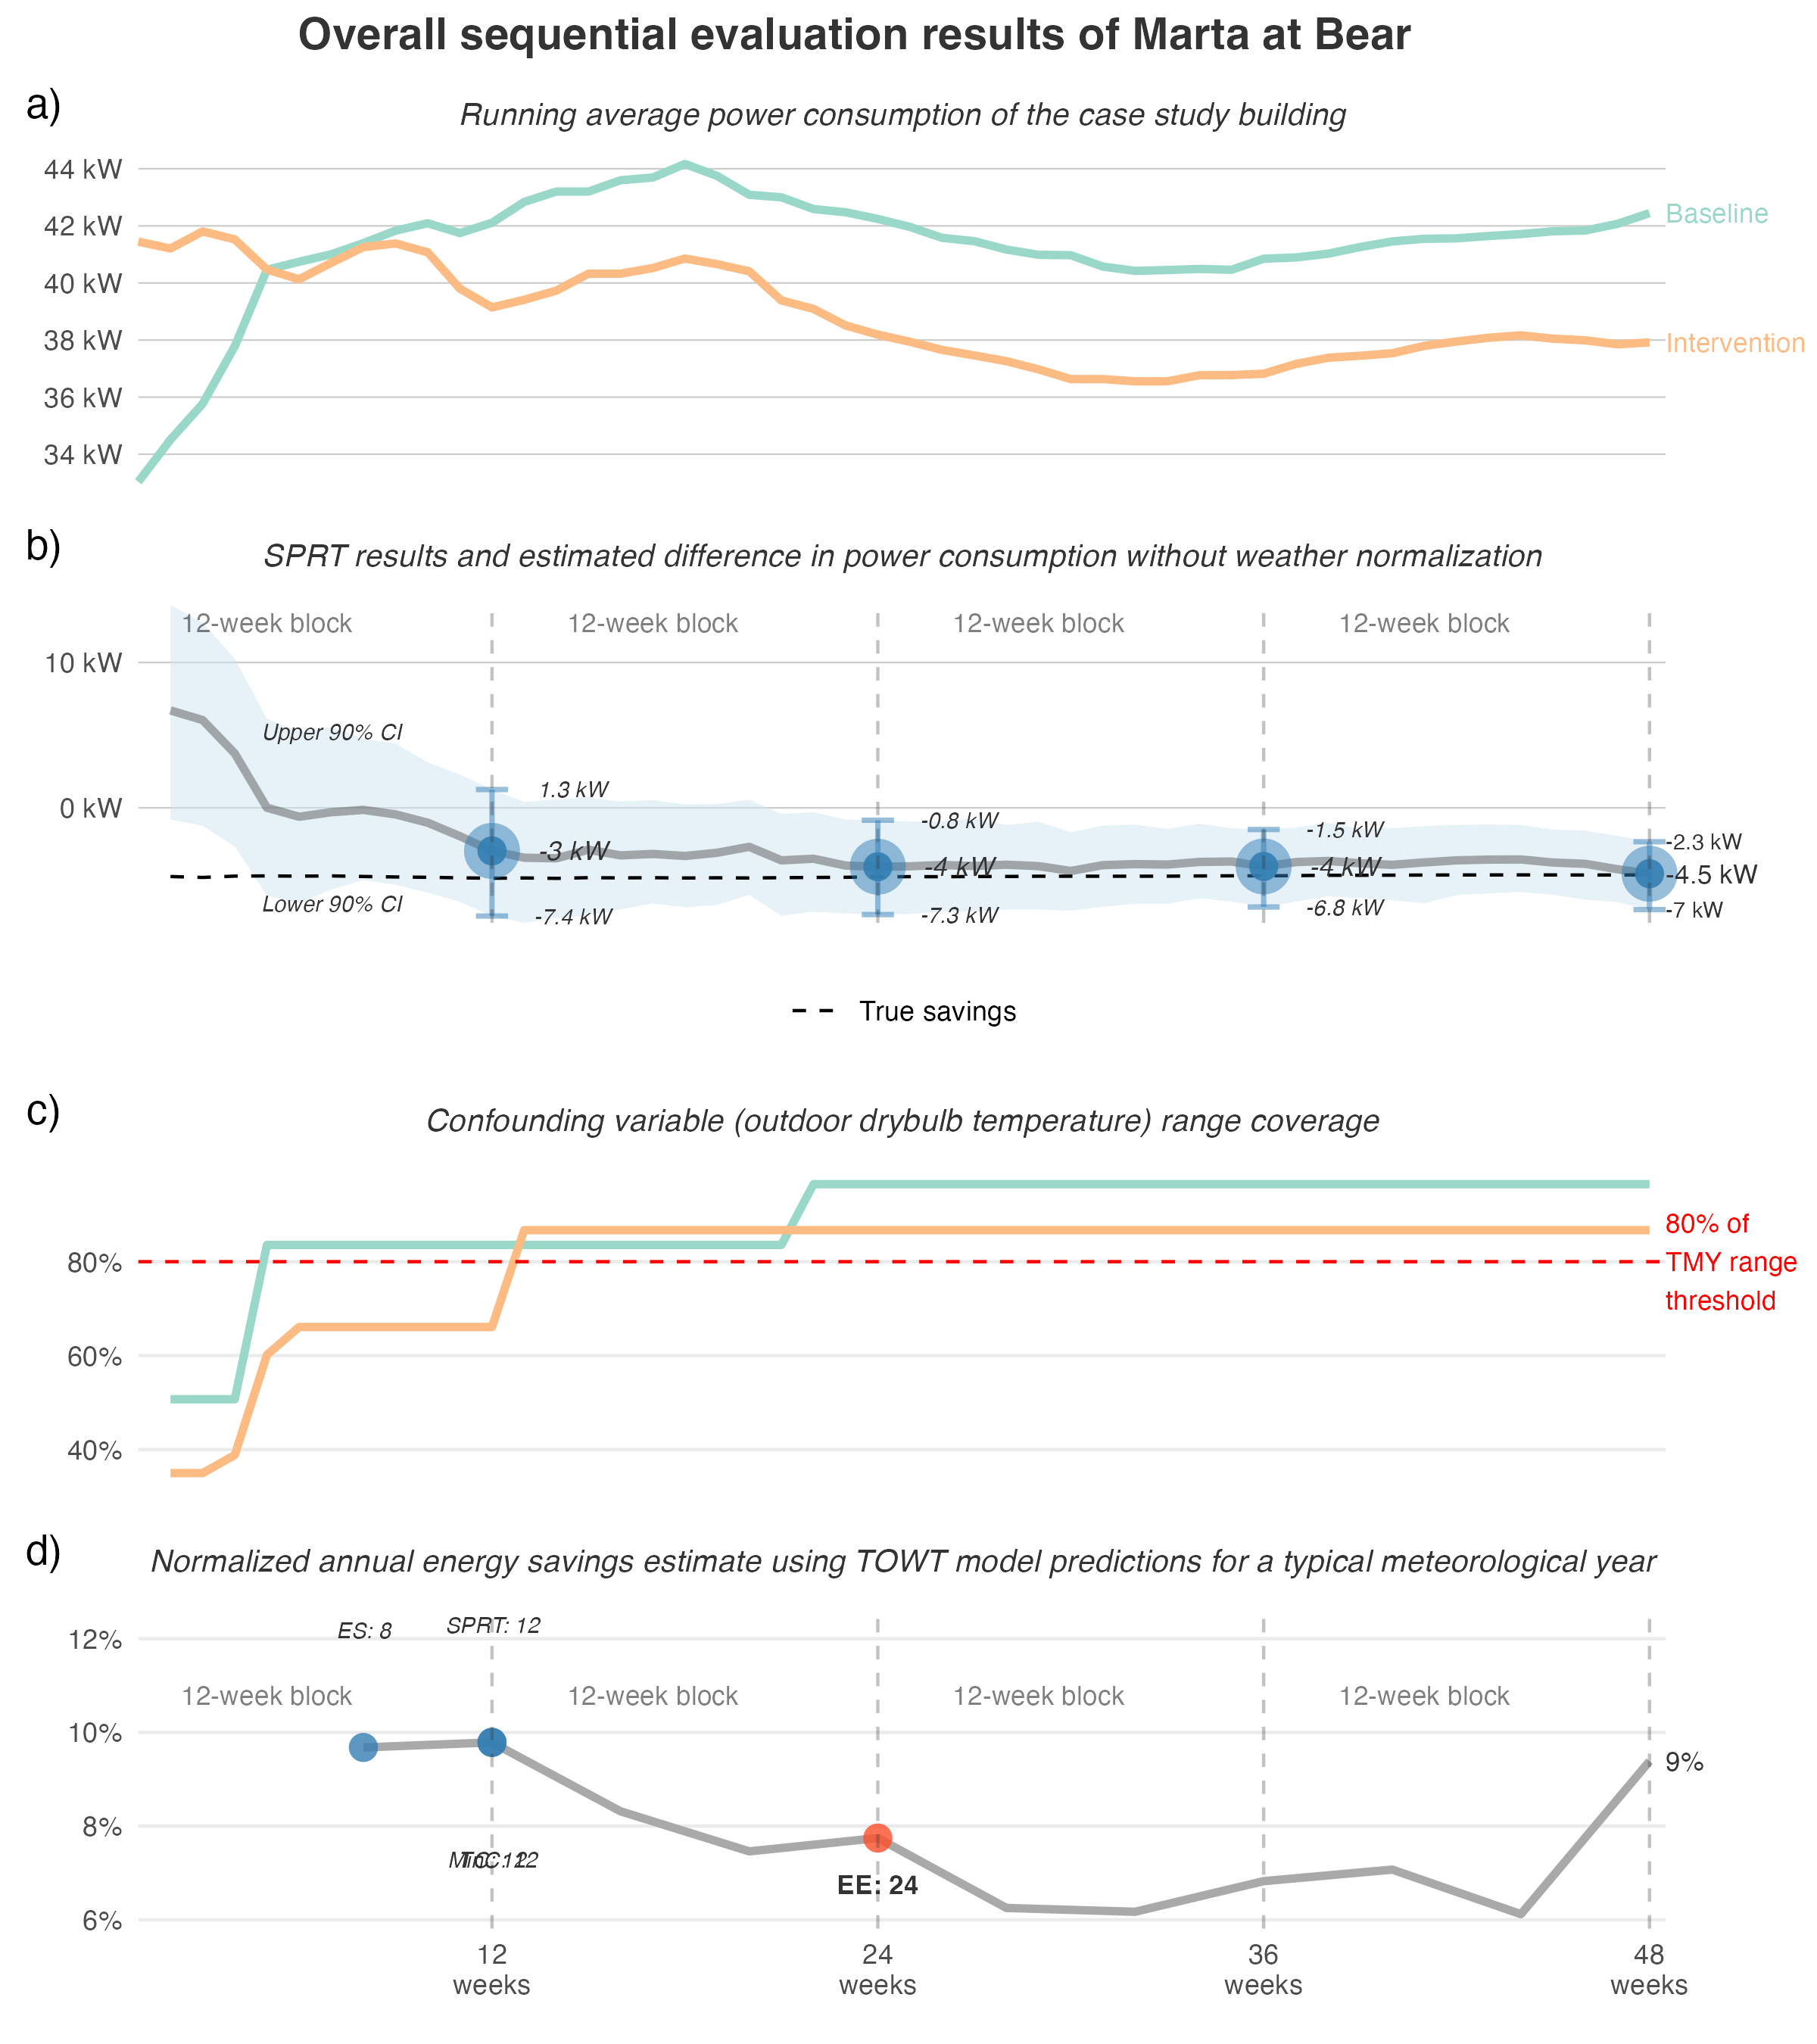 Overall sequential evaluation results of Marta at Bear
a)
Running average power consumption of the case study building
44 kW
42 kW
40 kW
38 kW
36 kW
34 kW
Baseline
Intervention
b)
SPRT results and estimated difference in power consumption without weather normalization
12-week block
12-week block
12-week block
12-week block
10 kW
0 kW
Upper 90% CI
Lower 90% CI
1.3 kW
-3 kW
-7.4 kW
-0.8 kW
-4 kW
-7.3 kW
-1.5 kW
-4 kW
-6.8 kW
-2.3 kW
-4.5 kW
-7 kW
True savings
c)
Confounding variable (outdoor drybulb temperature) range coverage
80%
60%
40%
80% of
TMY range
threshold
d)
Normalized annual energy savings estimate using TOWT model predictions for a typical meteorological year
12%
10%
8%
6%
ES: 8
SPRT: 12
12-week block
12-week block
12-week block
12-week block
9%
EE: 24
12
weeks
24
weeks
36
weeks
48
weeks